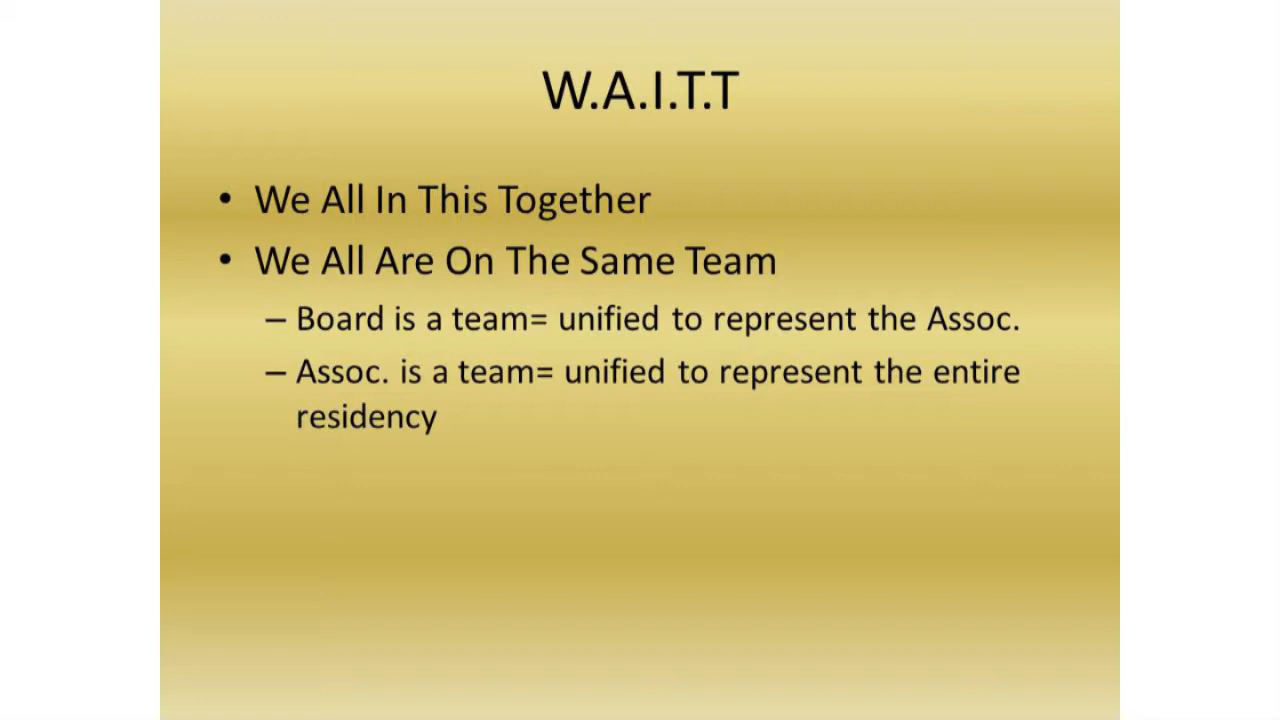 W.A.I.T.T
• We All In This Together
• We All Are On The Same Team
– Board is a team= unified to represent the Assoc.
– Assoc. is a team= unified to represent the entire
residency